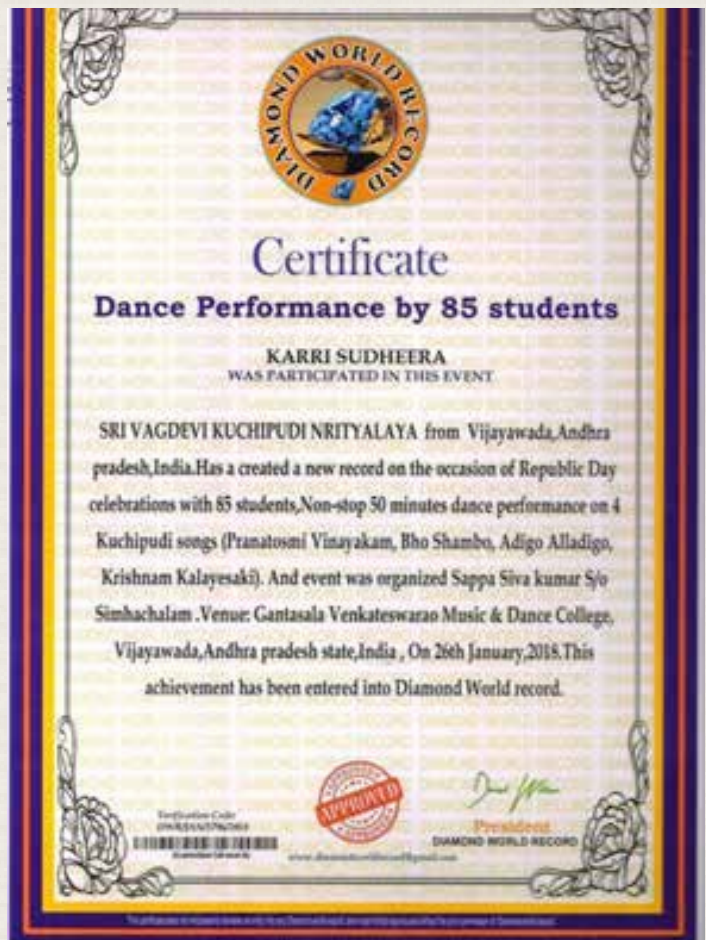 DIAMOND WORLD RECORD
Certificate
Dance Performance by 85 students
KARRI SUDHEERA
WAS PARTICIPATED IN THIS EVENT
SRI VAGDEVI KUCHIPUDI NRITYALAYA from Vijayawada,Andhra
pradesh,India.Has a created a new record on the occasion of Republic Day
celebrations with 85 students,Non-stop 50 minutes dance performance on 4
Kuchipudi songs (Pranatosmi Vinayakam, Bho Shambo, Adigo Alladigo,
Krishnam Kalayesaki). And event was organized Sappa Siva kumar S/o
Simhachalam .Venue: Gantasala Venkateswarao Music & Dance College,
Vijayawada,Andhra pradesh state,India , On 26th January,2018.This
achievement has been entered into Diamond World record.
APPROVED
Verification Code:
President
DIAMOND WORLD RECORD